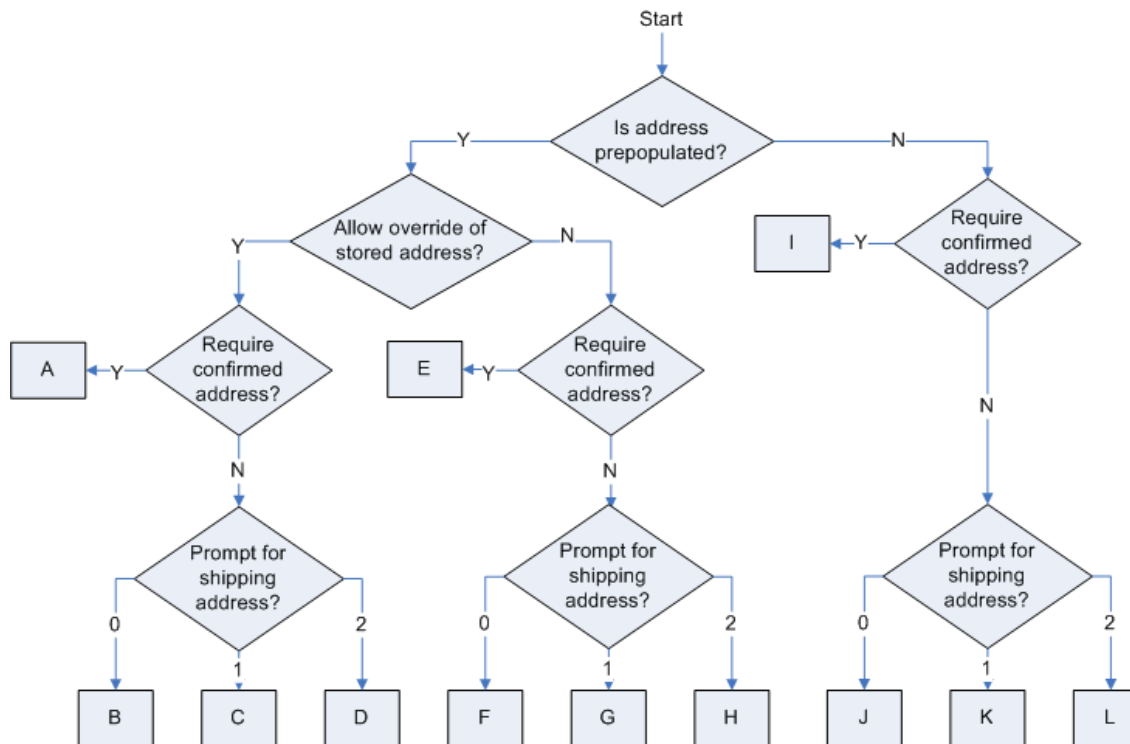 Start
Is address
prepopulated?
Y
N
Allow override of
stored address?
Y
N
Require
confirmed
address?
Y
I
N
Require
confirmed
address?
Y
A
N
Require
confirmed
address?
Y
E
N
Prompt for
shipping
address?
0
1
2
Prompt for
shipping
address?
0
1
2
Prompt for
shipping
address?
0
1
2
B
C
D
F
G
H
J
K
L